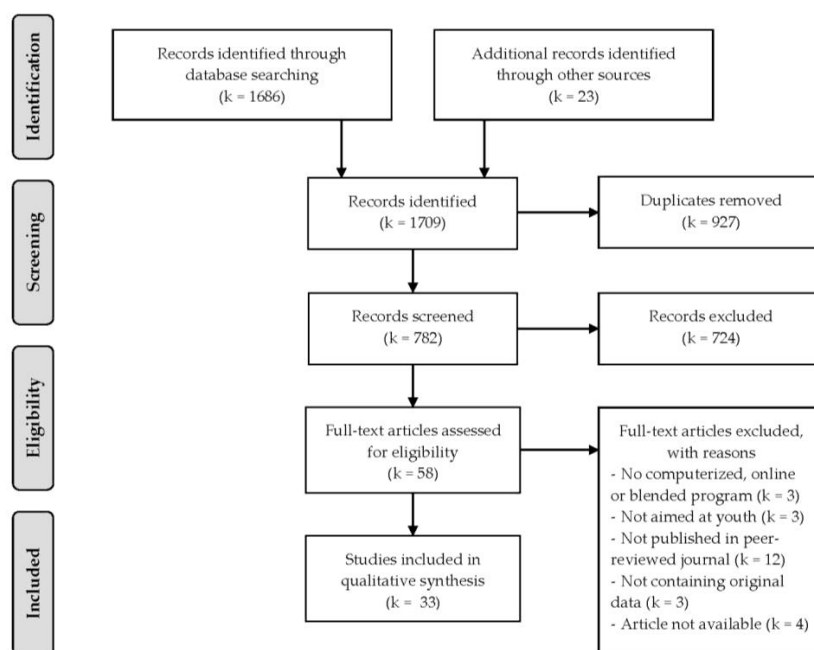 Identification
Records identified through
database searching
(k = 1686)
Additional records identified
through other sources
(k = 23)
Screening
Records identified
(k = 1709)
Duplicates removed
(k = 927)
Records screened
(k = 782)
Records excluded
(k = 724)
Eligibility
Full-text articles assessed
for eligibility
(k = 58)
Full-text articles excluded,
with reasons
- No computerized, online
or blended program (k = 3)
- Not aimed at youth (k = 3)
- Not published in peer-
reviewed journal (k = 12)
- Not containing original
data (k = 3)
- Article not available (k = 4)
Included
Studies included in
qualitative synthesis
(k = 33)